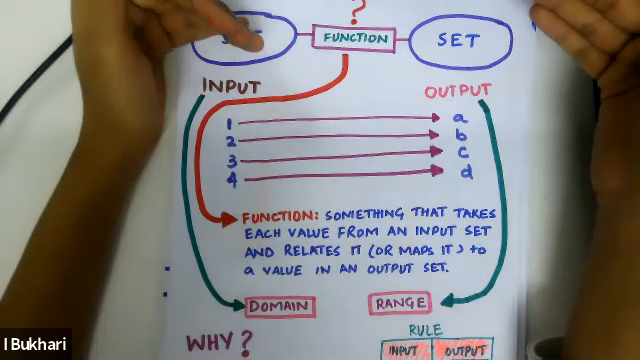 ?
FUNCTION
SET
INPUT
OUTPUT
1 a
2 b
3 c
4 d
FUNCTION: SOMETHING THAT TAKES
EACH VALUE FROM AN INPUT SET
AND RELATES IT (OR MAPS IT) to
a VALUE IN AN OUTPUT SET.
DOMAIN RANGE
WHY?
RULE
INPUT OUTPUT
I Bukhari